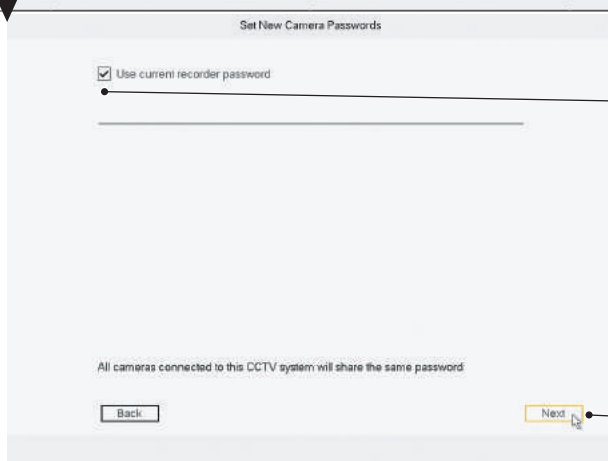 Set New Camera Passwords
Use current recorder password
All cameras connected to this CCTV system will share the same password
Back
Next